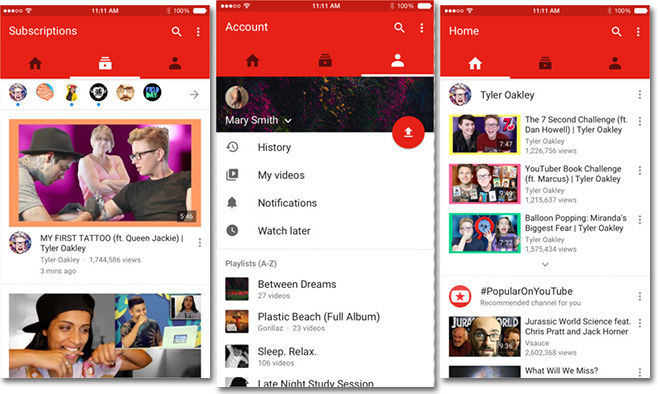 11:11 AM 100%
Subscriptions
FIELD DAY
5:46
MY FIRST TATTOO (ft. Queen Jackie) |
Tyler Oakley
Tyler Oakley · 1,744,586 views
3 mins ago
11:11 AM 100%
Account
Mary Smith
History
My videos
Notifications
Watch later
Playlists (A-Z)
Between Dreams
27 videos
Plastic Beach (Full Album)
Gorillaz · 23 videos
Sleep. Relax.
106 videos
Late Night Study Session
11:11 AM 100%
Home
Tyler Oakley
7:47
The 7 Second Challenge (ft.
Dan Howell) | Tyler Oakley
Tyler Oakley
1,226,756 views
YouTuber Book Challenge
(ft. Marcus) | Tyler Oakley
Tyler Oakley
1,215,637 views
7:32
Balloon Popping: Miranda's
Biggest Fear | Tyler Oakley
Tyler Oakley
1,575,434 views
#PopularOnYouTube
Recommended channel for you
JURASSIC
9:36
Jurassic World Science feat.
Chris Pratt and Jack Horner
Vsauce
2,602,368 views
What Will We Miss?